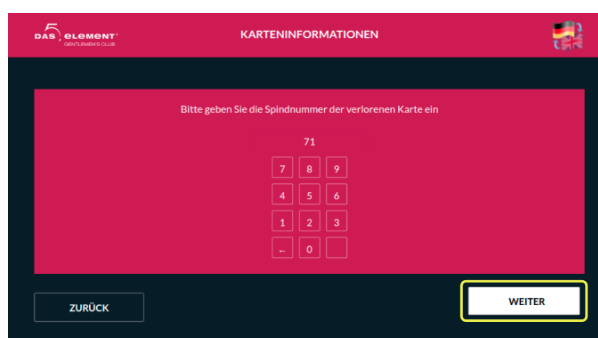 DAS 5 ELEMENT
GENTLEMEN'S CLUB
KARTENINFORMATIONEN
Bitte geben Sie die Spindnummer der verlorenen Karte ein
71
7 8 9
4 5 6
1 2 3
← 0
ZURÜCK
WEITER